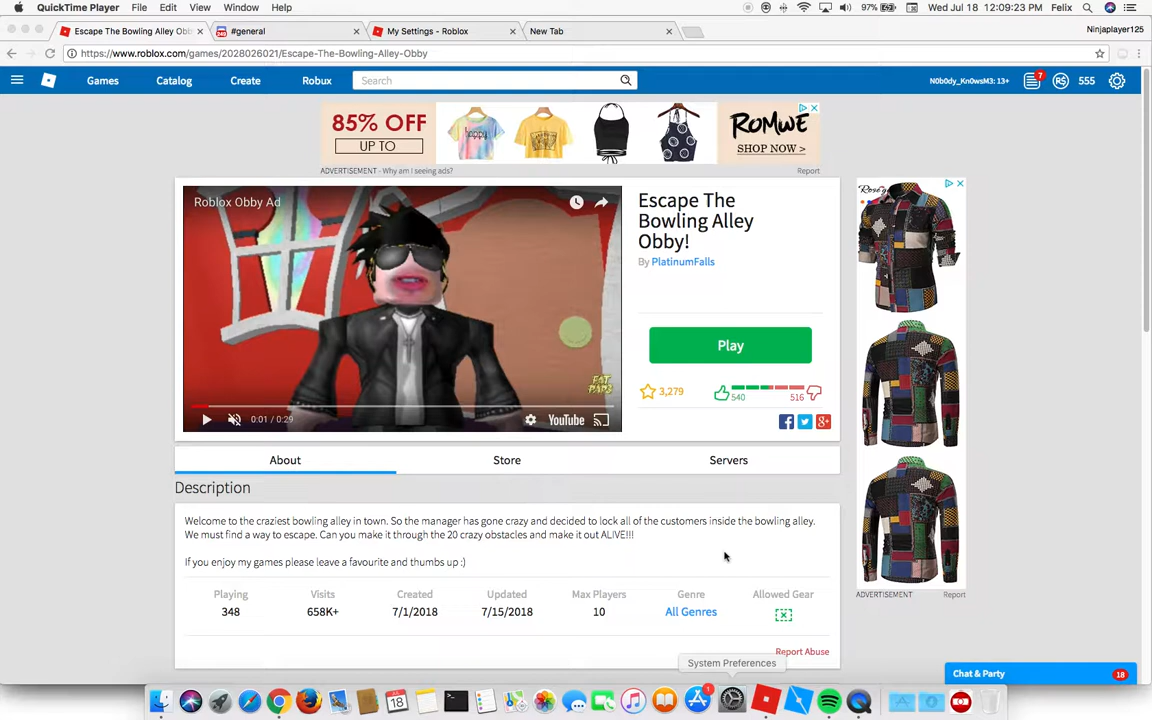 QuickTime Player File Edit View Window Help
97% Wed Jul 18 12:09:23 PM Felix
Escape The Bowling Alley Obb
#general
My Settings - Roblox
New Tab
Ninjaplayer125
https://www.roblox.com/games/2028026021/Escape-The-Bowling-Alley-Obby
Games Catalog Create Robux
Search
N0b0dy_Kn0wsM3: 13+
7
R$ 555
85% OFF
UP TO
happy
ROMWE
SHOP NOW >
ADVERTISEMENT - Why am I seeing ads?
Report
Roblox Obby Ad
FAT PAPS
0:01 / 0:29
YouTube
Escape The
Bowling Alley
Obby!
By PlatinumFalls
Play
3,279
540
516
About
Store
Servers
Description
Welcome to the craziest bowling alley in town. So the manager has gone crazy and decided to lock all of the customers inside the bowling alley.
We must find a way to escape. Can you make it through the 20 crazy obstacles and make it out ALIVE!!!
If you enjoy my games please leave a favourite and thumbs up :)
Playing Visits Created Updated Max Players Genre Allowed Gear
348 658K+ 7/1/2018 7/15/2018 10 All Genres
Report Abuse
ADVERTISEMENT
Report
System Preferences
Chat & Party
18
18
1